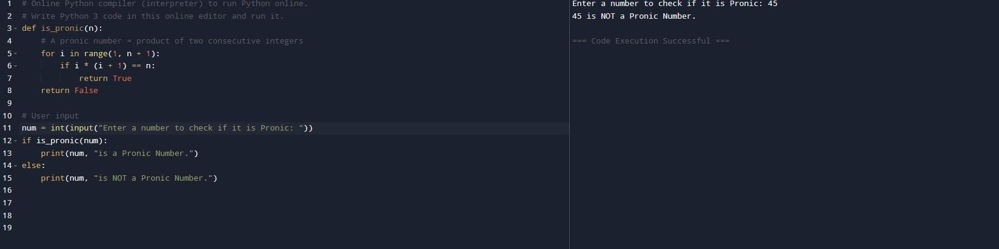 1 # Online Python compiler (interpreter) to run Python online.
2 # Write Python 3 code in this online editor and run it.
3 def is_pronic(n):
4     # A pronic number = product of two consecutive integers
5     for i in range(1, n + 1):
6         if i * (i + 1) == n:
7             return True
8     return False
9
10 # User input
11 num = int(input("Enter a number to check if it is Pronic: "))
12 if is_pronic(num):
13     print(num, "is a Pronic Number.")
14 else:
15     print(num, "is NOT a Pronic Number.")
16
17
18
19
Enter a number to check if it is Pronic: 45
45 is NOT a Pronic Number.
=== Code Execution Successful ===